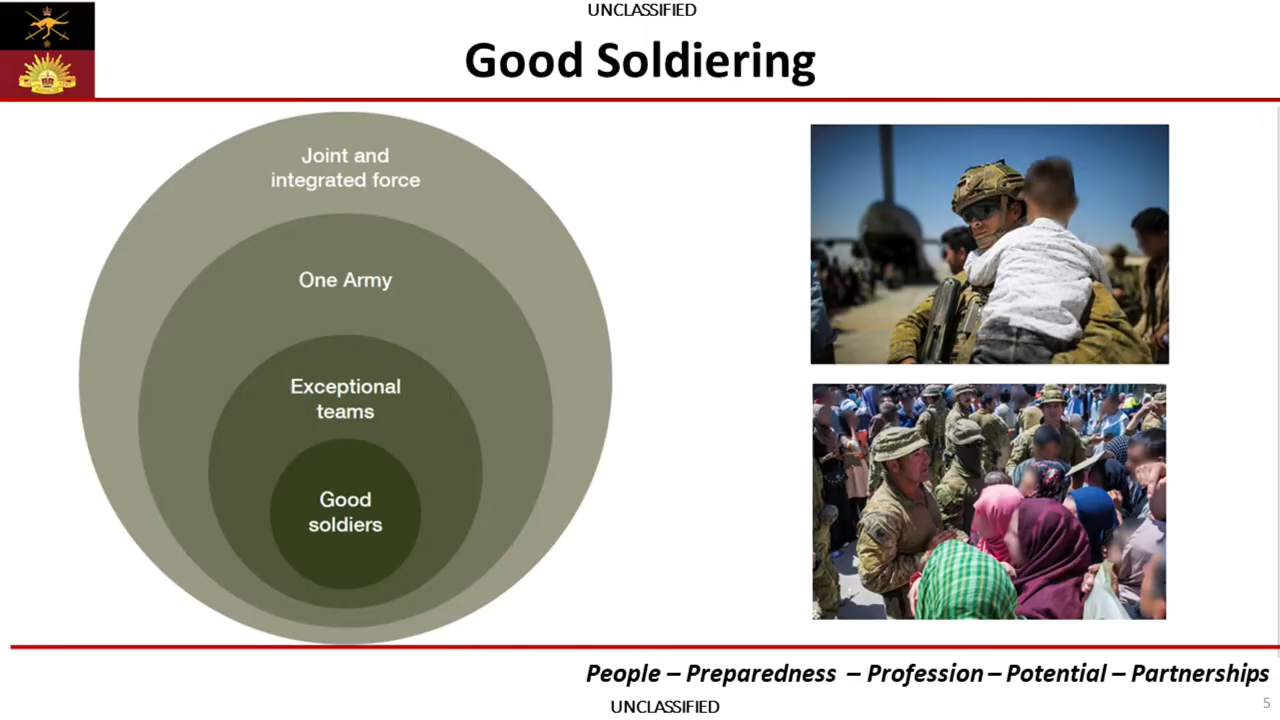 UNCLASSIFIED
Good Soldiering
Joint and
integrated force
One Army
Exceptional
teams
Good
soldiers
People – Preparedness – Profession – Potential – Partnerships
5
UNCLASSIFIED